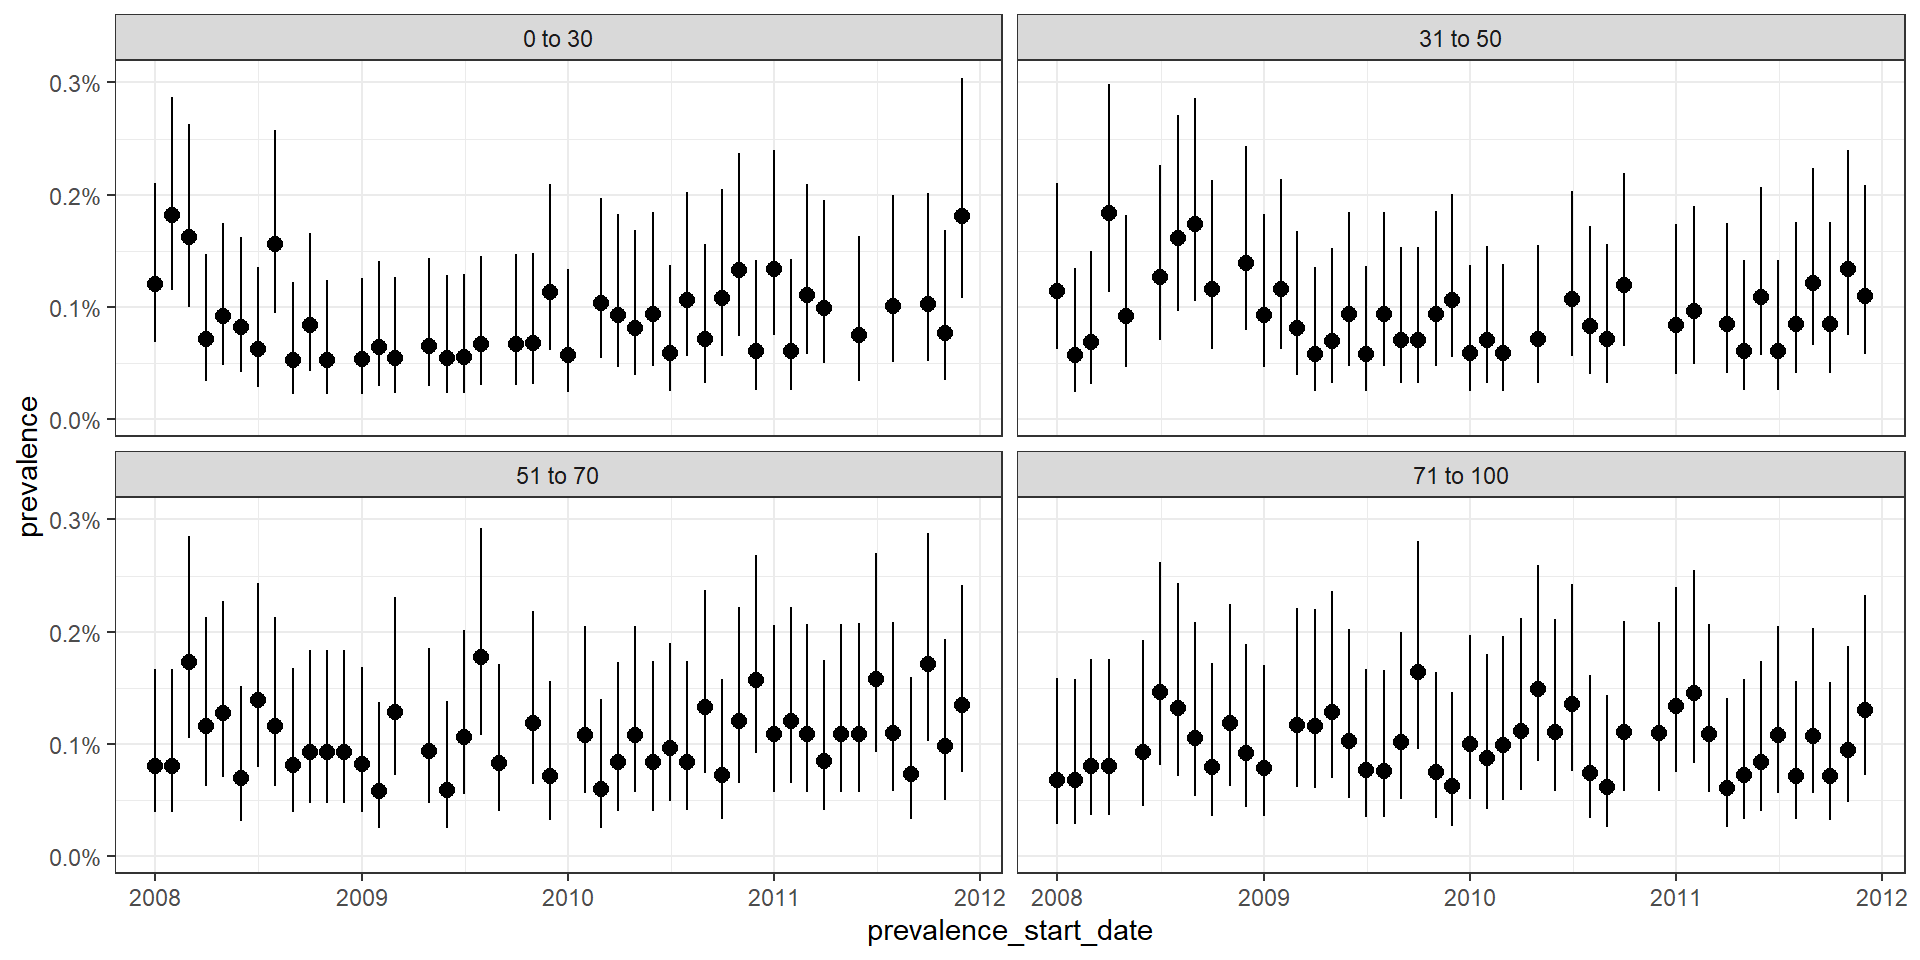 0 to 30
31 to 50
0.3%
0.2%
0.1%
0.0%
51 to 70
71 to 100
0.3%
0.2%
0.1%
0.0%
prevalence
2008 2009 2010 2011 2012 2008 2009 2010 2011 2012
prevalence_start_date